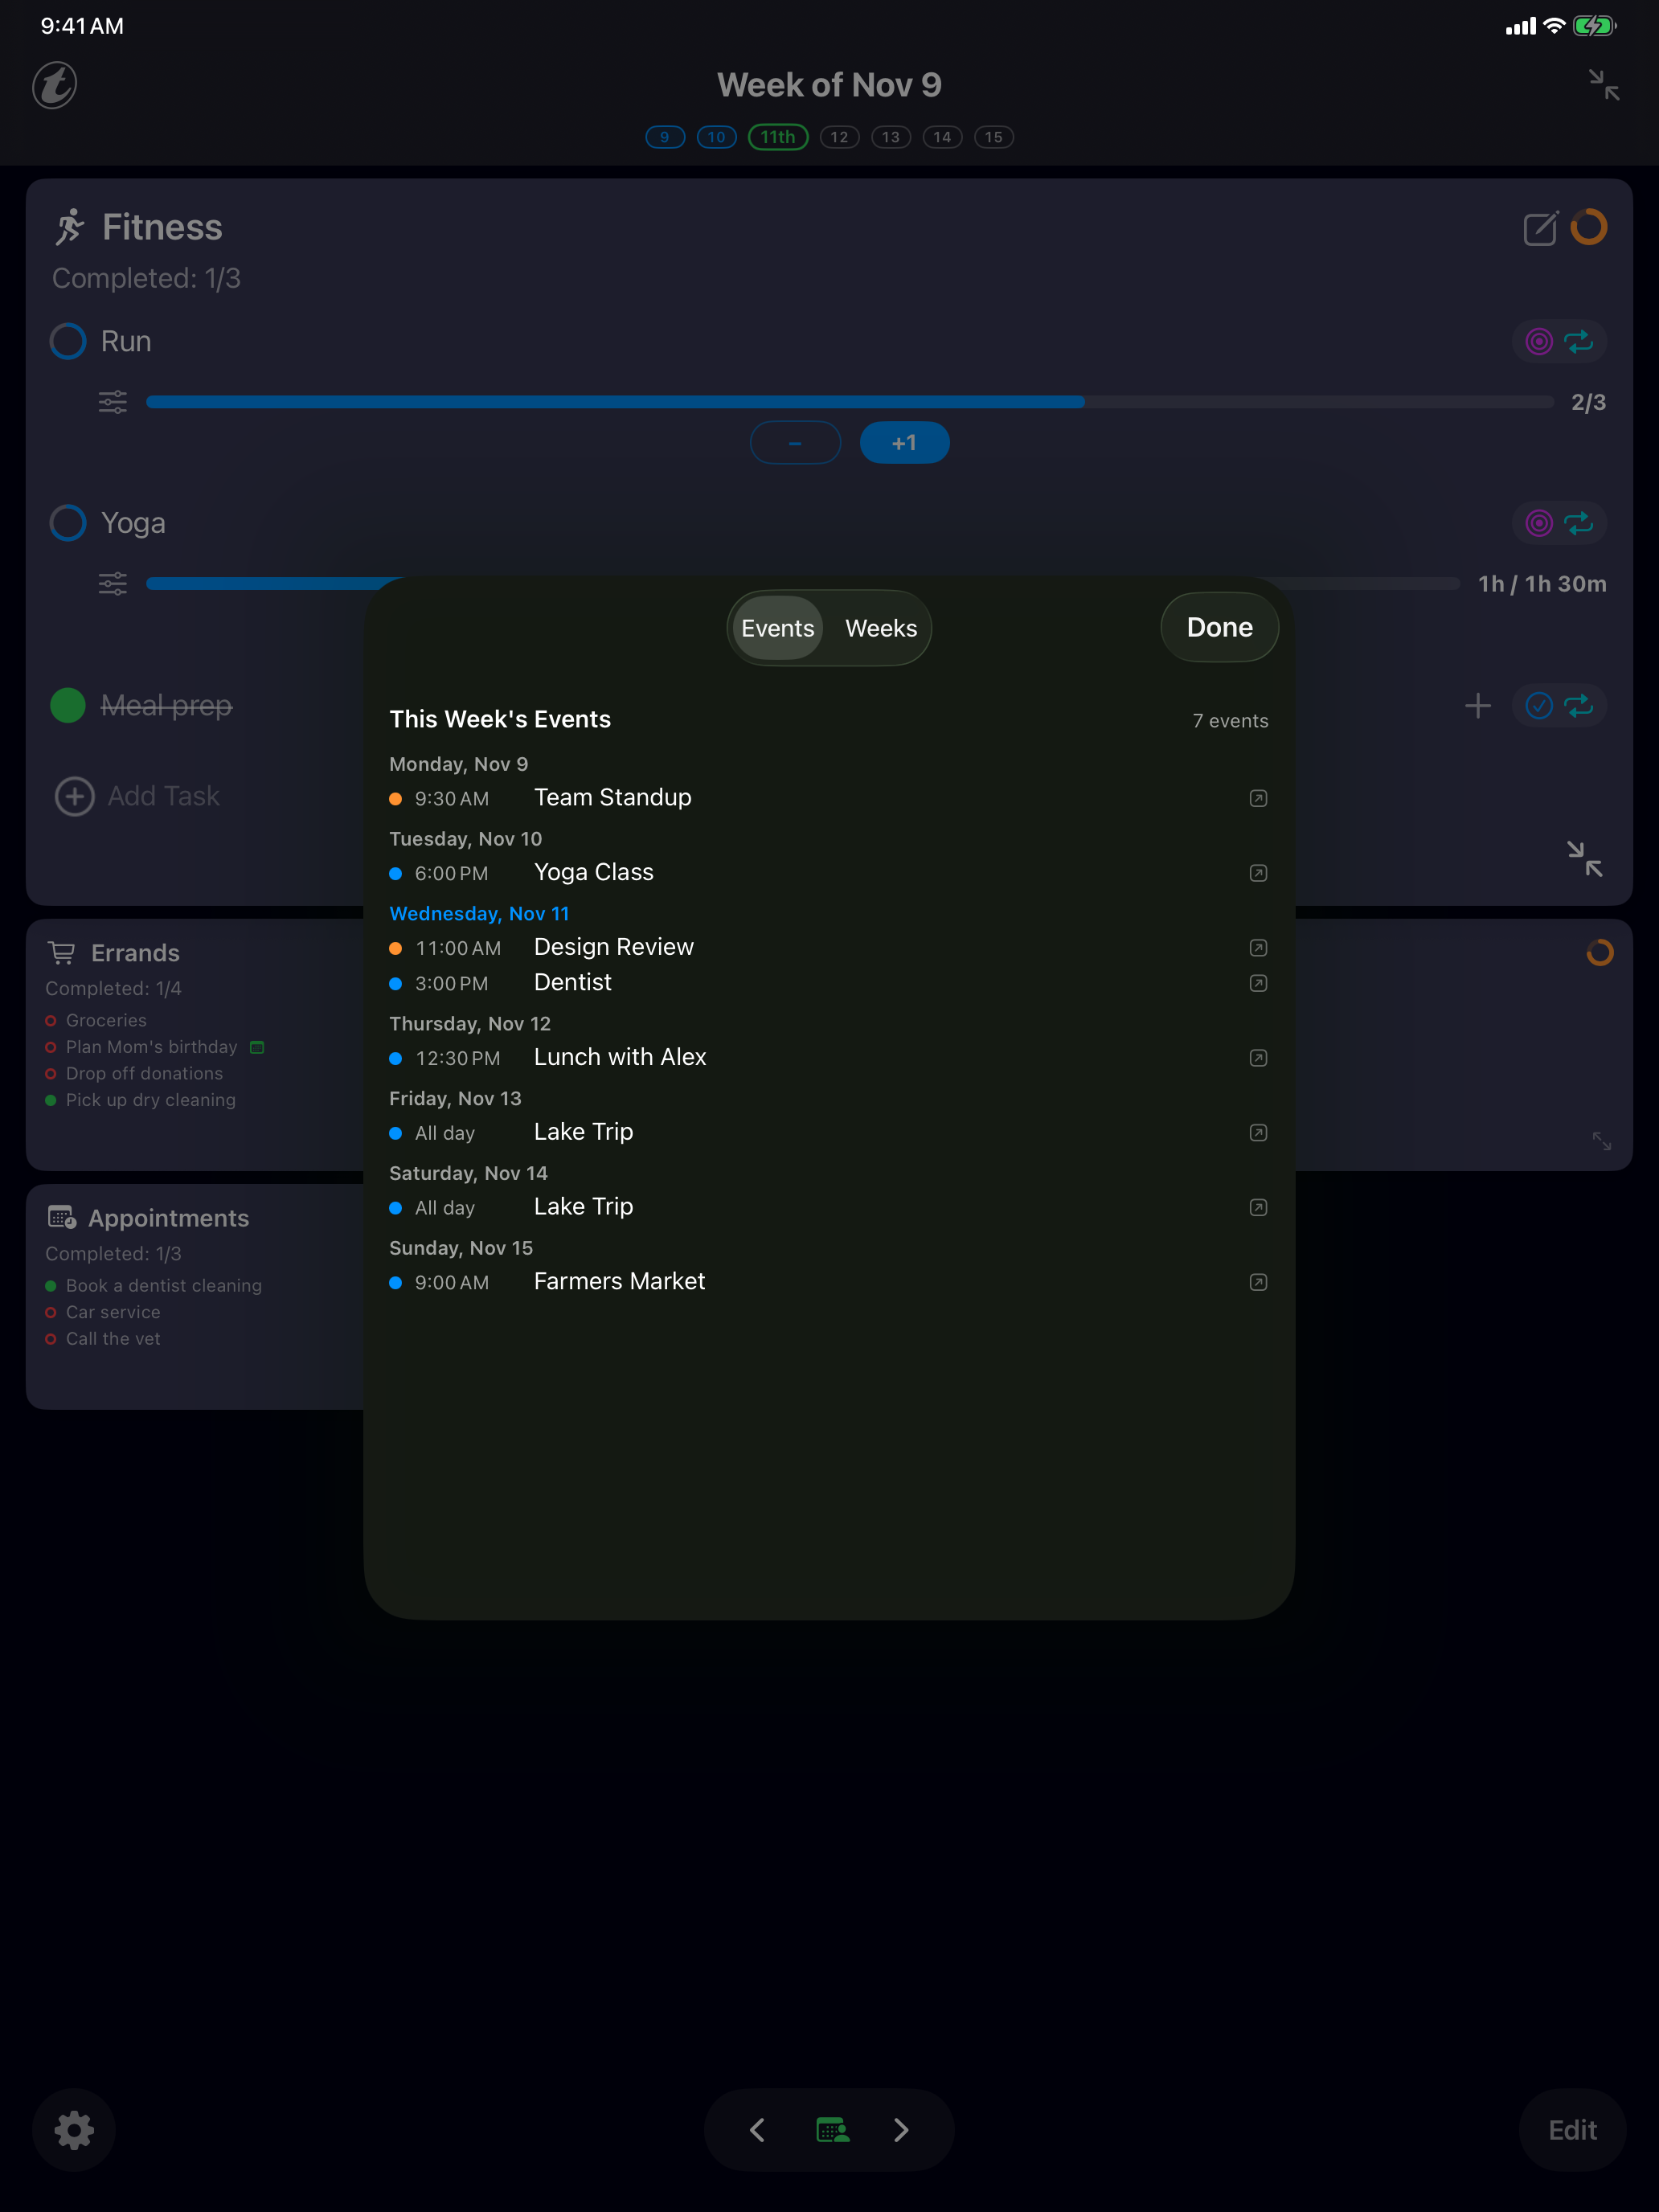 9:41 AM
Week of Nov 9
9 10 11th 12 13 14 15
Fitness
Completed: 1/3
Run
2/3
− +1
Yoga
1h / 1h 30m
Events Weeks Done
Meal prep
Add Task
This Week's Events 7 events
Monday, Nov 9
9:30 AM Team Standup
Tuesday, Nov 10
6:00 PM Yoga Class
Wednesday, Nov 11
11:00 AM Design Review
3:00 PM Dentist
Thursday, Nov 12
12:30 PM Lunch with Alex
Friday, Nov 13
All day Lake Trip
Saturday, Nov 14
All day Lake Trip
Sunday, Nov 15
9:00 AM Farmers Market
Errands
Completed: 1/4
Groceries
Plan Mom's birthday
Drop off donations
Pick up dry cleaning
Appointments
Completed: 1/3
Book a dentist cleaning
Car service
Call the vet
Edit